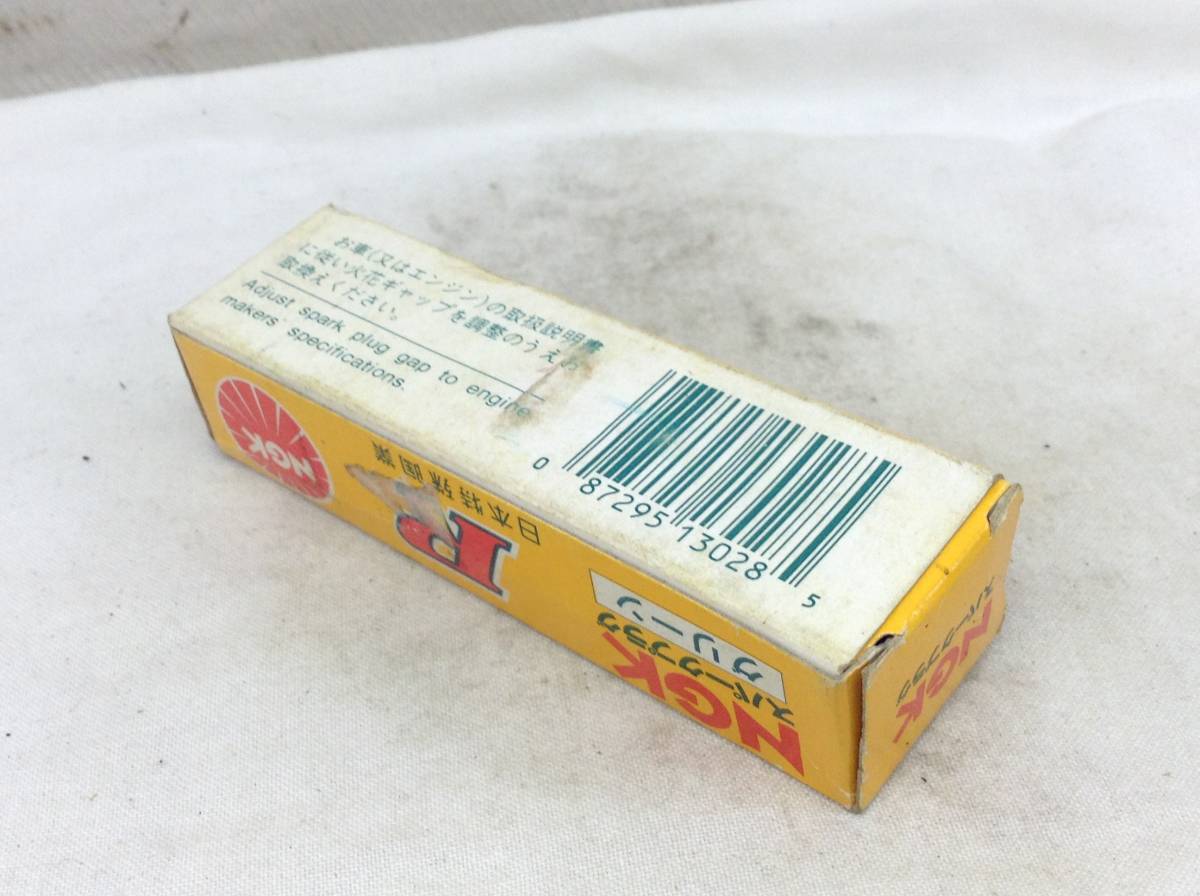 お車(又はエンジン)の取扱説明書
に従い火花ギャップを調整のうえお
取換えください。
Adjust spark plug gap to engine
makers specifications.
0 87295 13028 5
NGK
日本特殊陶業
P
グリーン
スパークプラグ
NGK
NGK
スパークプラグ